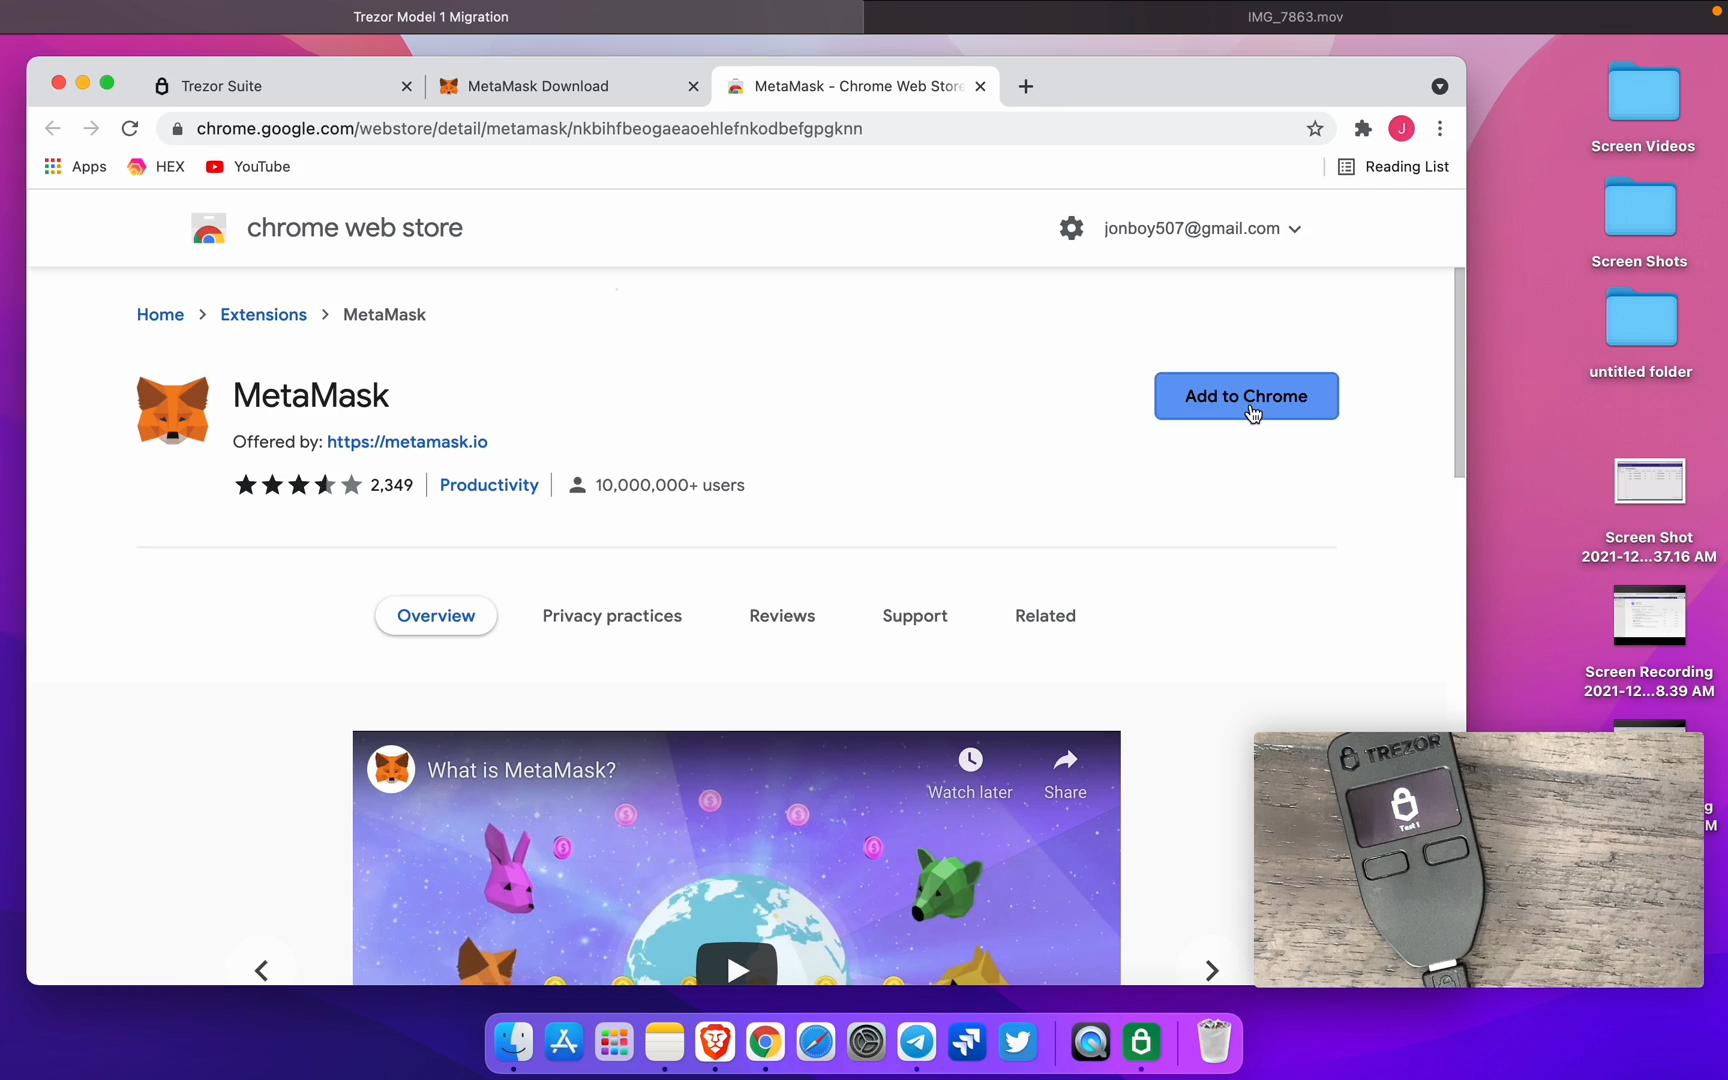 Trezor Model 1 Migration
IMG_7863.mov
Trezor Suite
MetaMask Download
MetaMask - Chrome Web Store
chrome.google.com/webstore/detail/metamask/nkbihfbeogaeaoehlefnkodbefgpgknn
J
Apps
HEX
YouTube
Reading List
chrome web store
jonboy507@gmail.com
Home > Extensions > MetaMask
MetaMask
Add to Chrome
Offered by: https://metamask.io
2,349
Productivity
10,000,000+ users
Overview
Privacy practices
Reviews
Support
Related
What is MetaMask?
Watch later
Share
Screen Videos
Screen Shots
untitled folder
Screen Shot
2021-12...37.16 AM
Screen Recording
2021-12...8.39 AM
g
M
TREZOR
Test 1